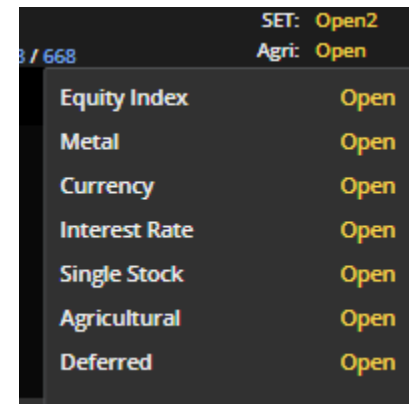 SET: Open2
3 / 668 Agri: Open
Equity Index Open
Metal Open
Currency Open
Interest Rate Open
Single Stock Open
Agricultural Open
Deferred Open